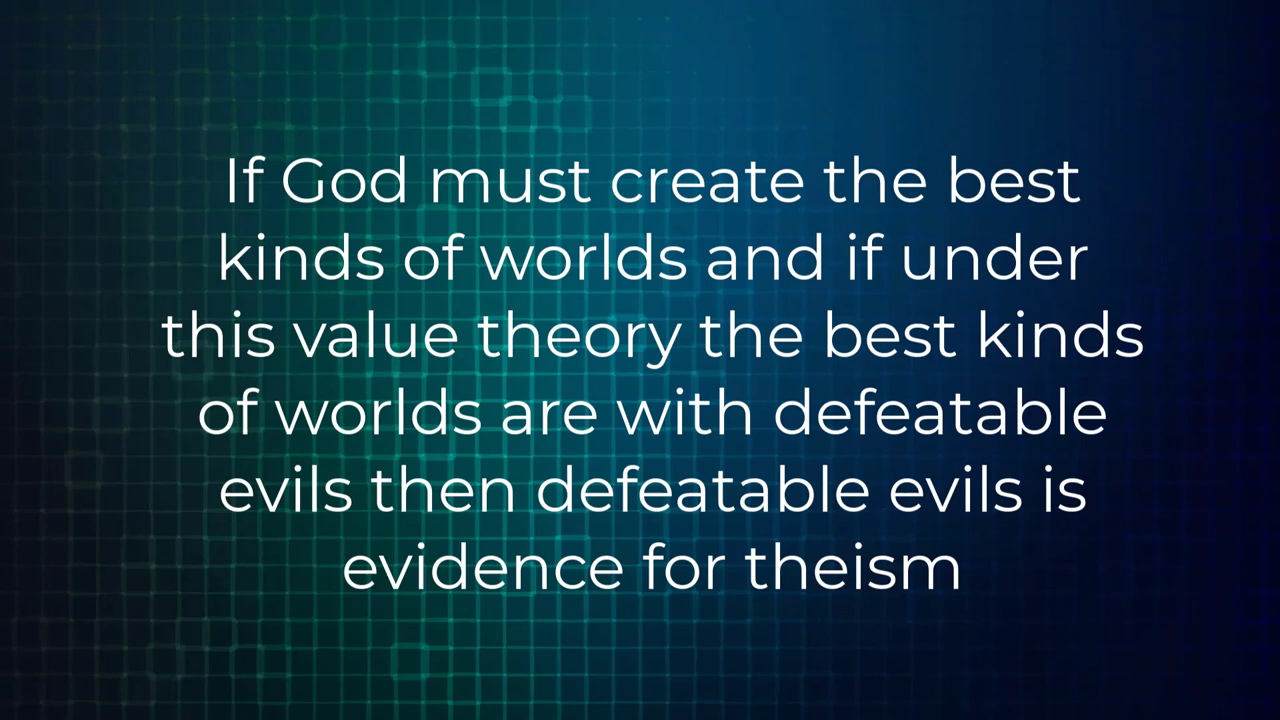 If God must create the best
kinds of worlds and if under
this value theory the best kinds
of worlds are with defeatable
evils then defeatable evils is
evidence for theism